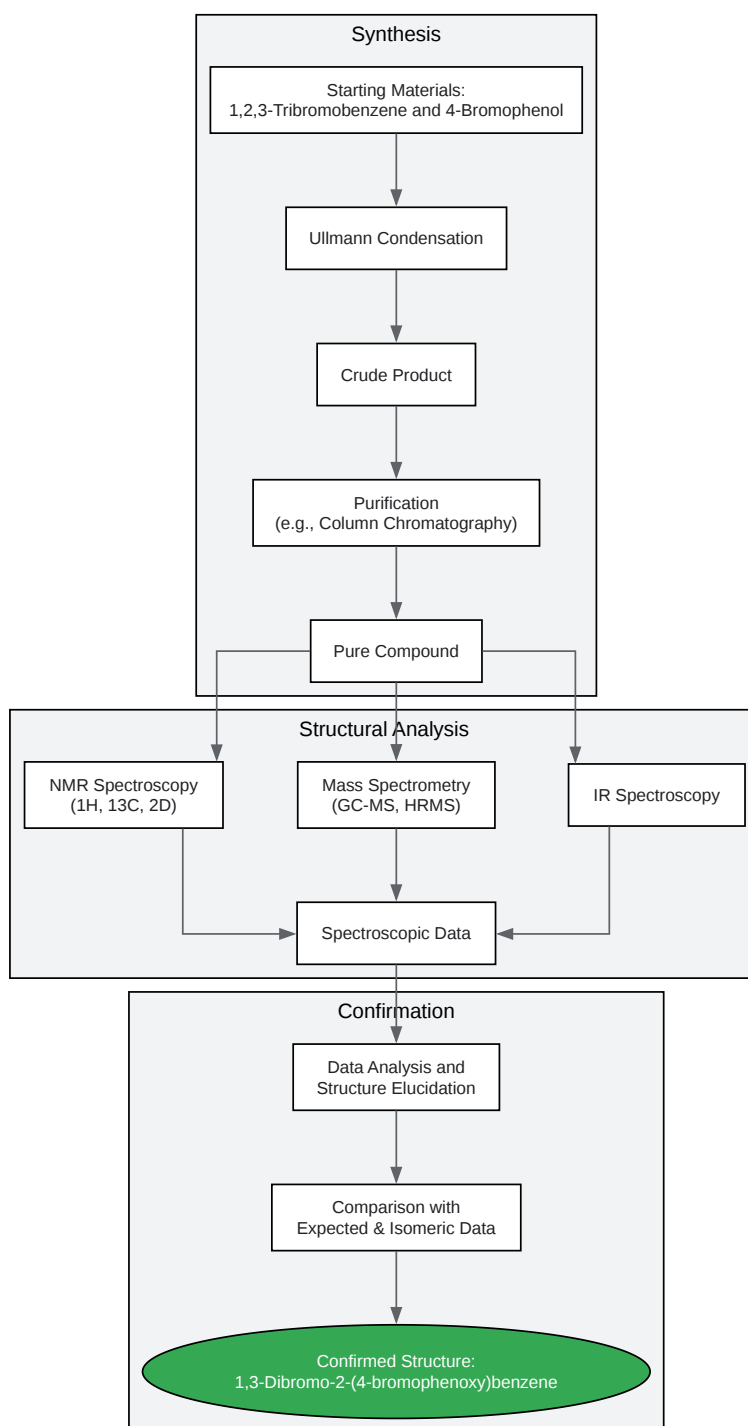 Synthesis
Starting Materials:
1,2,3-Tribromobenzene and 4-Bromophenol
Ullmann Condensation
Crude Product
Purification
(e.g., Column Chromatography)
Pure Compound
Structural Analysis
NMR Spectroscopy
(1H, 13C, 2D)
Mass Spectrometry
(GC-MS, HRMS)
IR Spectroscopy
Spectroscopic Data
Confirmation
Data Analysis and
Structure Elucidation
Comparison with
Expected & Isomeric Data
Confirmed Structure:
1,3-Dibromo-2-(4-bromophenoxy)benzene